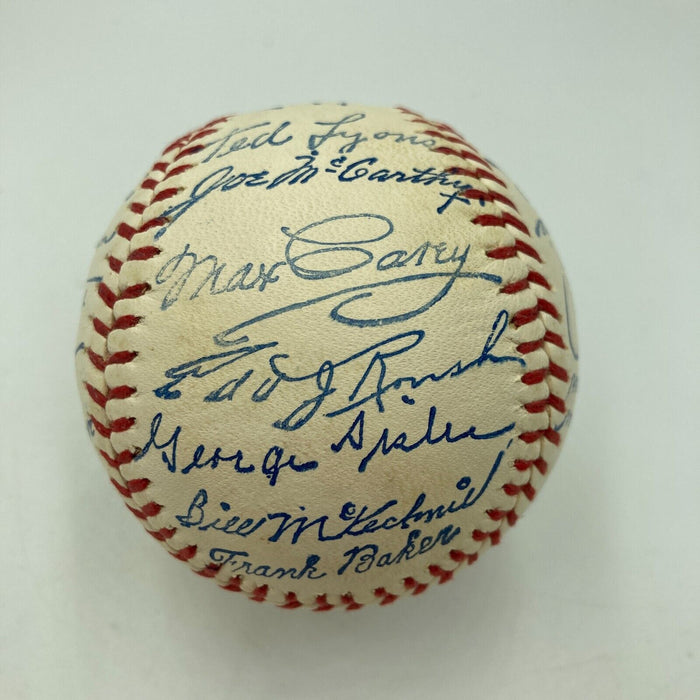 Ted Lyons
Joe McCarthy
Max Carey
Edd J Roush
George Sisler
Bill McKechnie
Frank Baker